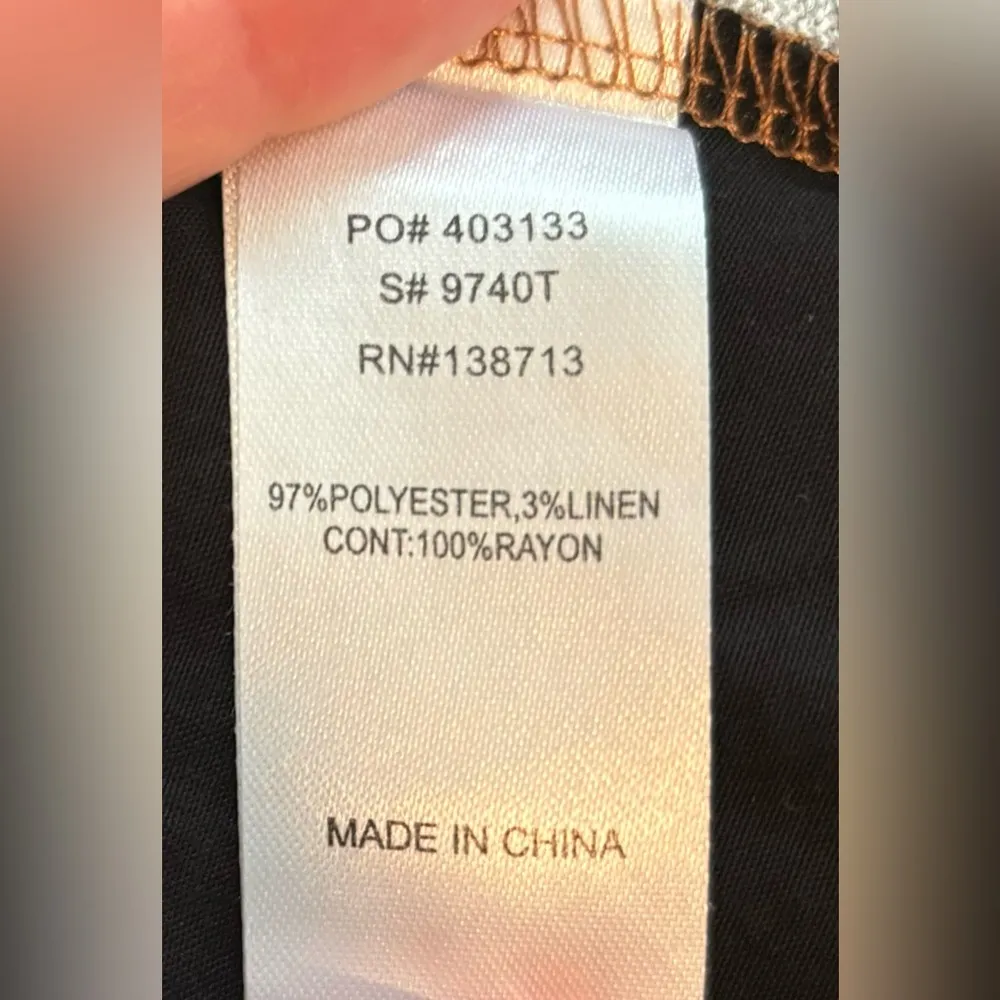 PO# 403133
S# 9740T
RN#138713
97%POLYESTER,3%LINEN
CONT:100%RAYON
MADE IN CHINA